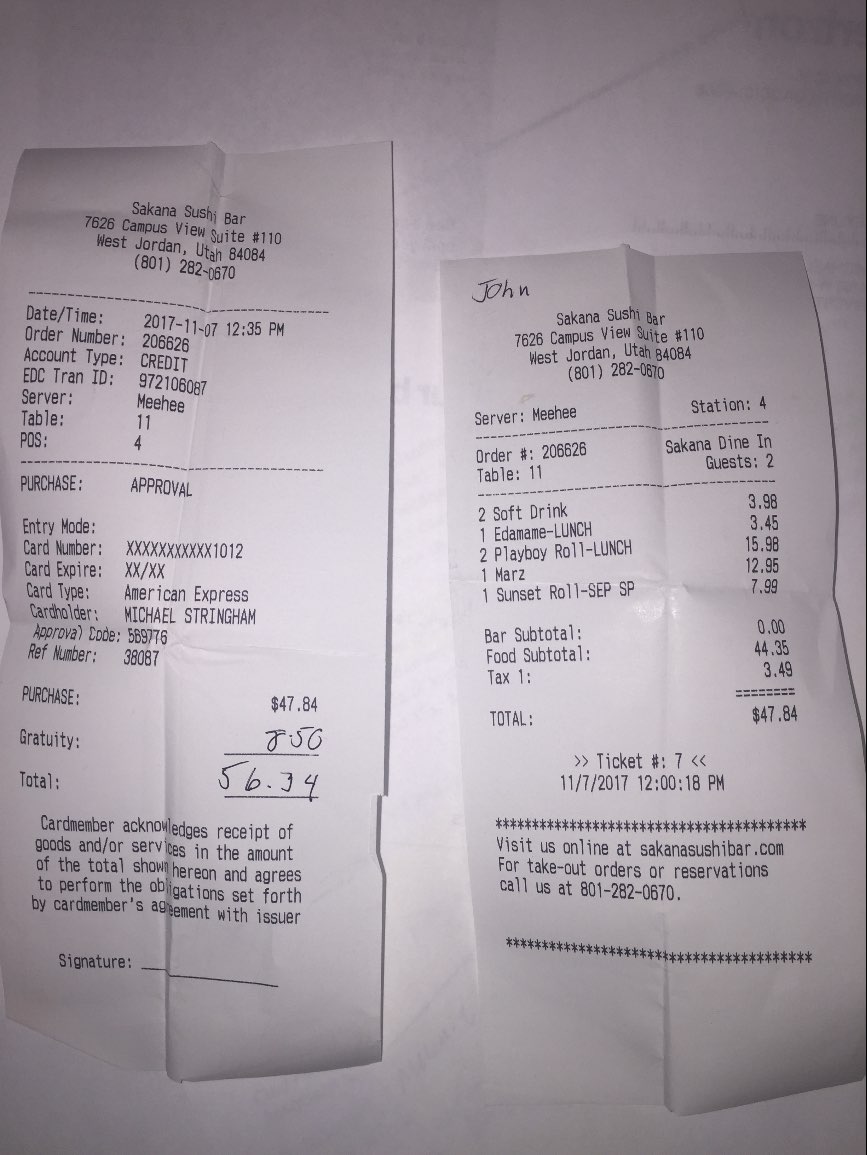 Sakana Sushi Bar
7626 Campus View Suite #110
West Jordan, Utah 84084
(801) 282-0670
Date/Time: 2017-11-07 12:35 PM
Order Number: 206626
Account Type: CREDIT
EDC Tran ID: 972106087
Server: Meehee
Table: 11
POS: 4
PURCHASE: APPROVAL
Entry Mode:
Card Number: XXXXXXXXXXX1012
Card Expire: XX/XX
Card Type: American Express
Cardholder: MICHAEL STRINGHAM
Approval Code: 569776
Ref Number: 38087
PURCHASE: $47.84
Gratuity: 8.50
Total: 56.34
Cardmember acknowledges receipt of
goods and/or services in the amount
of the total shown hereon and agrees
to perform the obligations set forth
by cardmember's agreement with issuer
Signature:
John
Sakana Sushi Bar
7626 Campus View Suite #110
West Jordan, Utah 84084
(801) 282-0670
Server: Meehee Station: 4
Order #: 206626 Sakana Dine In
Table: 11 Guests: 2
2 Soft Drink 3.98
1 Edamame-LUNCH 3.45
2 Playboy Roll-LUNCH 15.98
1 Marz 12.95
1 Sunset Roll-SEP SP 7.99
Bar Subtotal: 0.00
Food Subtotal: 44.35
Tax 1: 3.49
========
TOTAL: $47.84
>> Ticket #: 7 <<
11/7/2017 12:00:18 PM
****************************************
Visit us online at sakanasushibar.com
For take-out orders or reservations
call us at 801-282-0670.
****************************************